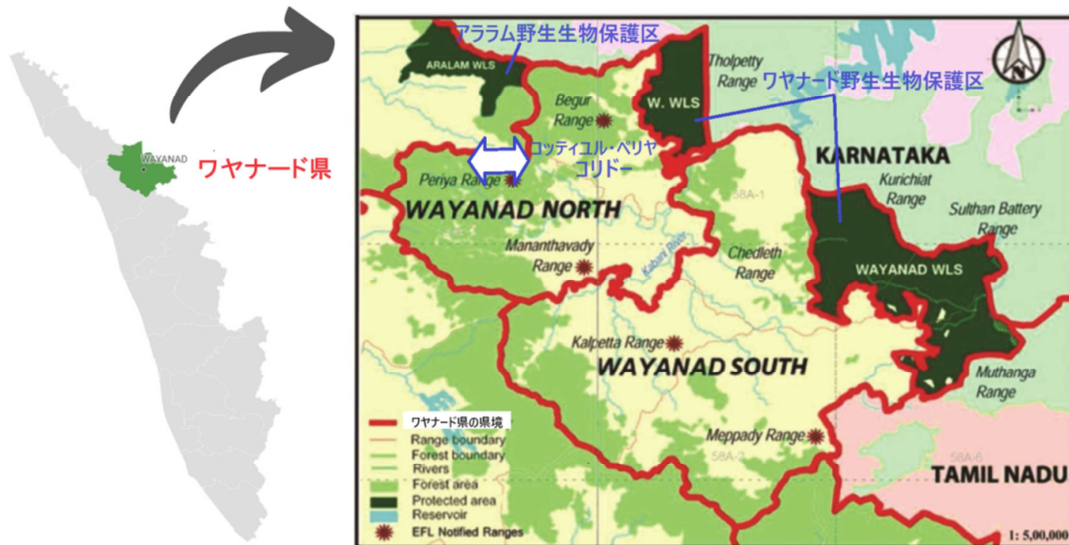 WAYANAD
ワヤナード県
アララム野生生物保護区
ARALAM WLS
Tholpetty
Range
ワヤナード野生生物保護区
W. WLS
N
Begur
Range
コッティユル・ペリヤ
コリドー
Periya Range
WAYANAD NORTH
58A-1
KARNATAKA
Kurichiat
Range
Sulthan Battery
Range
Mananthavady
Range
Kabani River
Chedleth
Range
WAYANAD WLS
Kalpetta Range
WAYANAD SOUTH
Muthanga
Range
Meppady Range
58A-2
58A-6
TAMIL NADU
ワヤナード県の県境
Range boundary
Forest boundary
Rivers
Forest area
Protected area
Reservoir
EFL Notified Ranges
1: 5,00,000